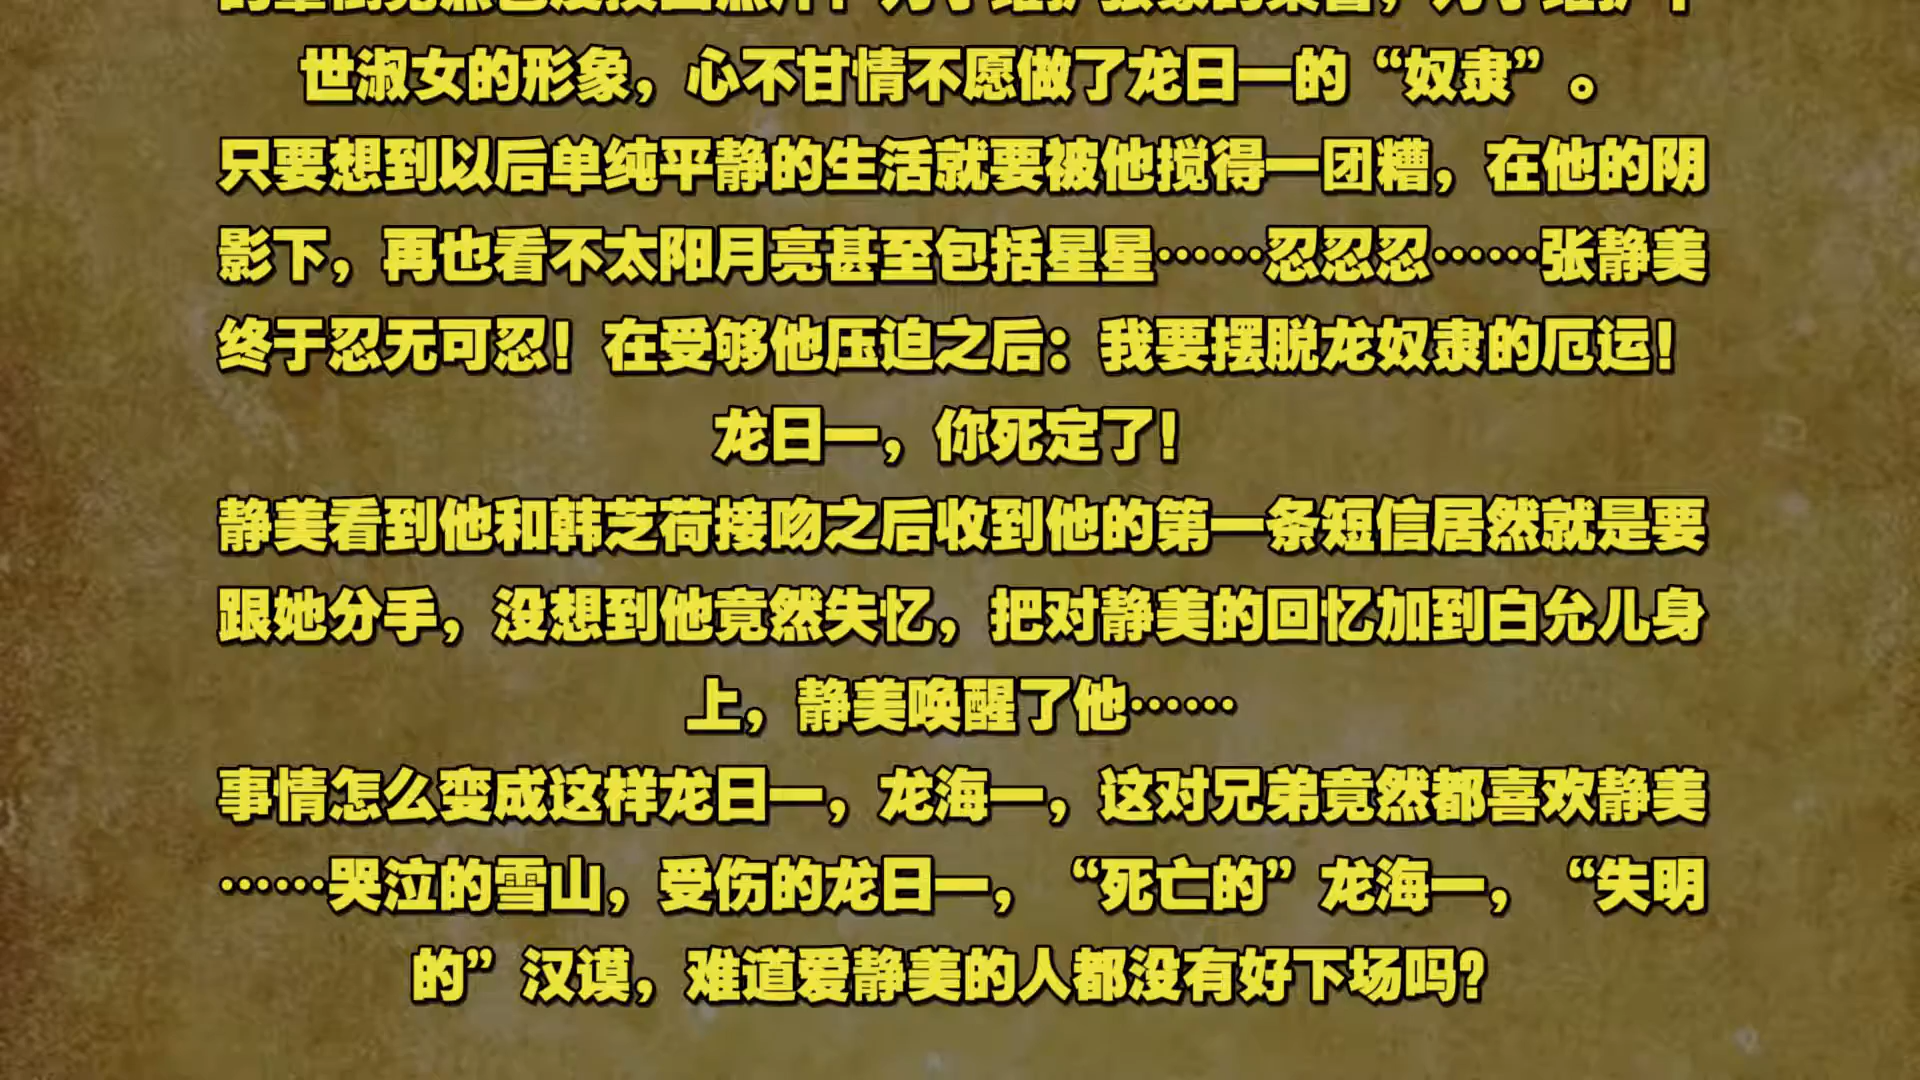 世淑女的形象，心不甘情不愿做了龙日一的“奴隶”。
只要想到以后单纯平静的生活就要被他搅得一团糟，在他的阴
影下，再也看不太阳月亮甚至包括星星……忍忍忍……张静美
终于忍无可忍！在受够他压迫之后：我要摆脱龙奴隶的厄运！
龙日一，你死定了！
静美看到他和韩芝荷接吻之后收到他的第一条短信居然就是要
跟她分手，没想到他竟然失忆，把对静美的回忆加到白允儿身
上，静美唤醒了他……
事情怎么变成这样龙日一，龙海一，这对兄弟竟然都喜欢静美
……哭泣的雪山，受伤的龙日一，“死亡的”龙海一，“失明
的”汉谟，难道爱静美的人都没有好下场吗？